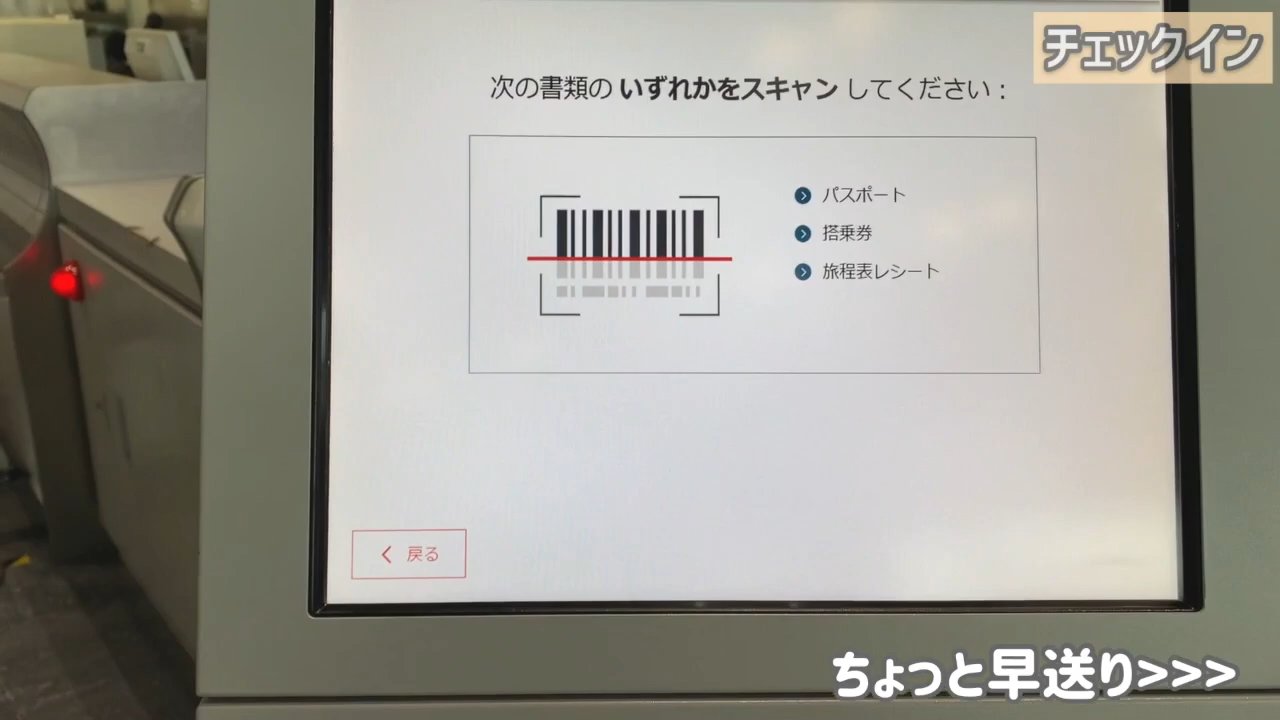 チェックイン
次の書類の いずれかをスキャン してください：
パスポート
搭乗券
旅程表レシート
戻る
ちょっと早送り>>>